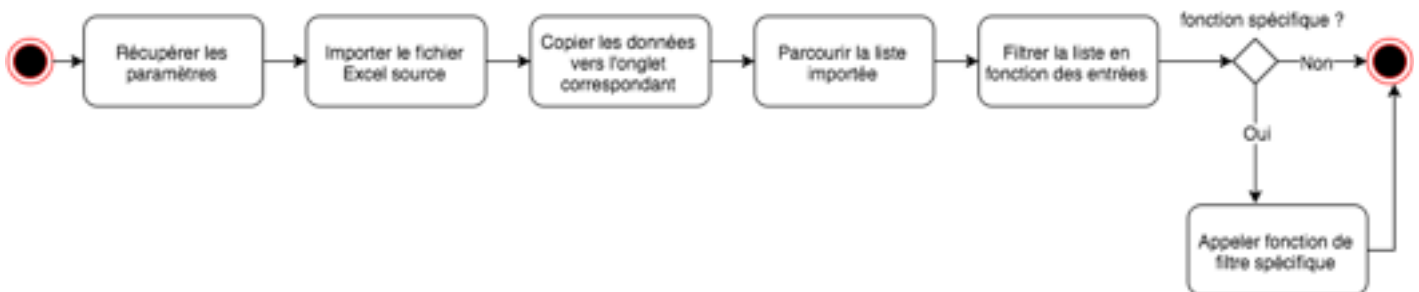 Récupérer les
paramètres
Importer le fichier
Excel source
Copier les données
vers l'onglet
correspondant
Parcourir la liste
importée
Filtrer la liste en
fonction des entrées
fonction spécifique ?
Non
Oui
Appeler fonction de
filtre spécifique